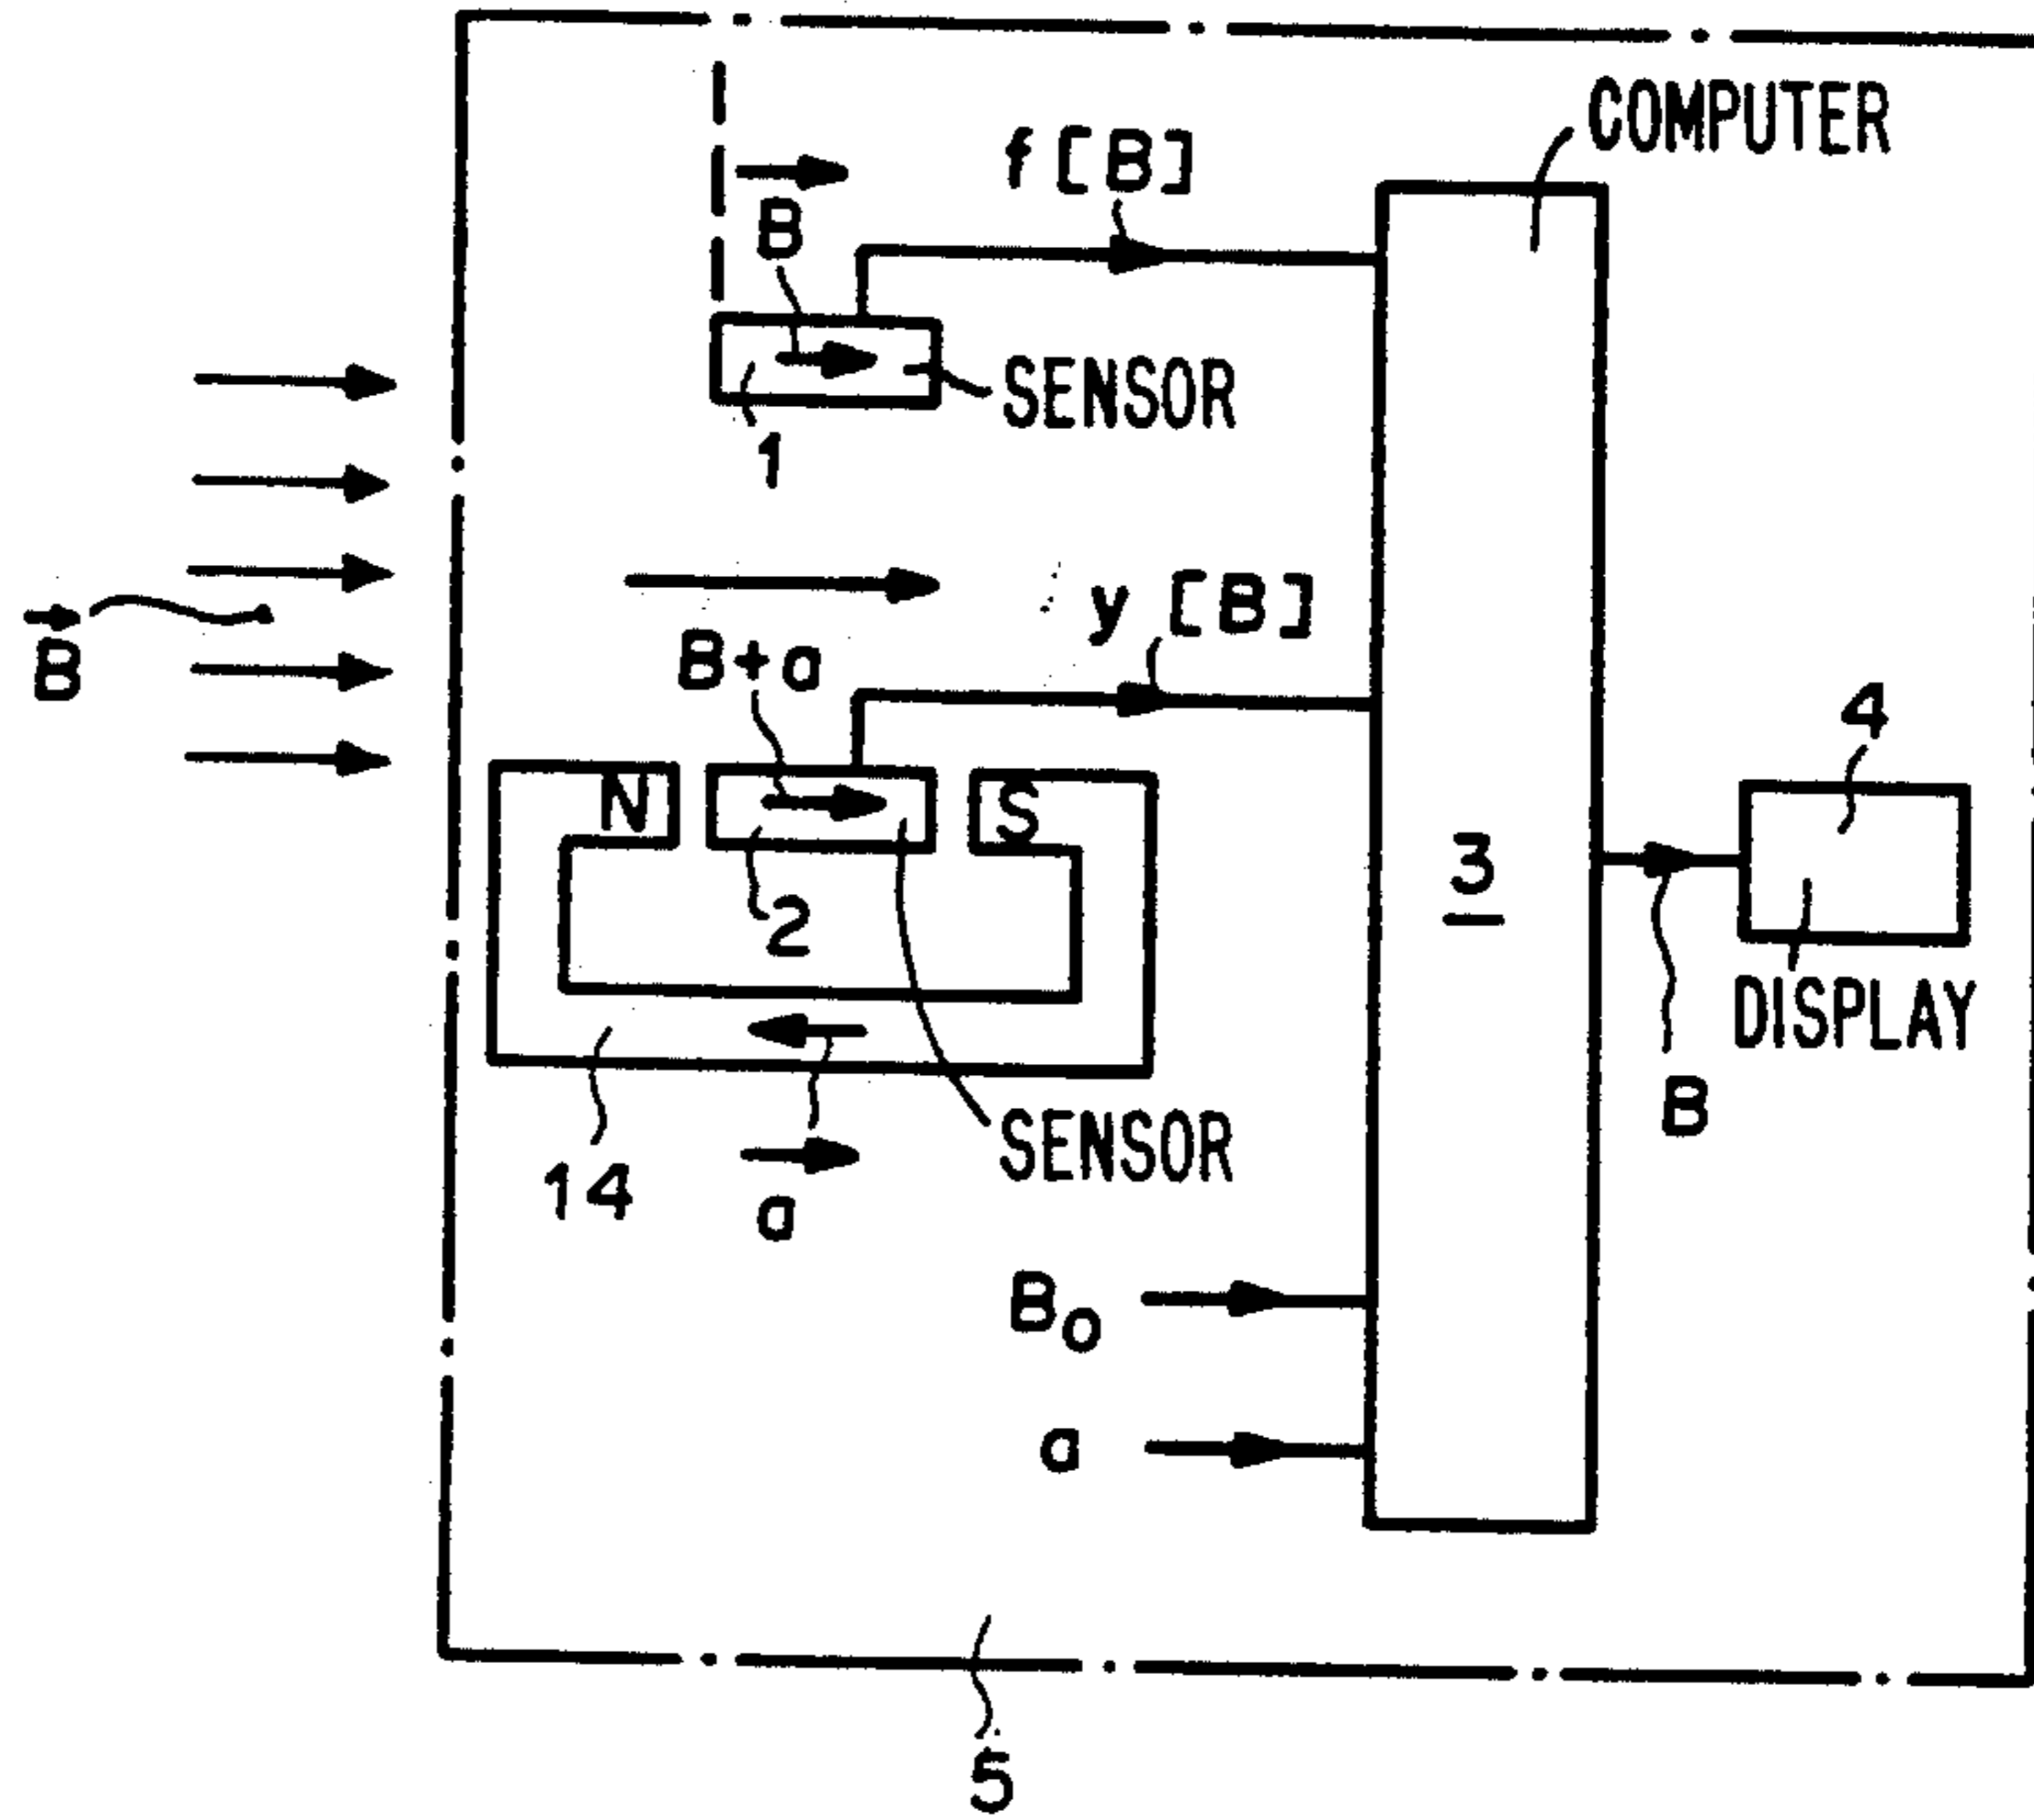 COMPUTER
f[B]
B
SENSOR
1
y[B]
B
B+a
4
N
S
3
2
DISPLAY
B
SENSOR
14
a
B₀
a
5